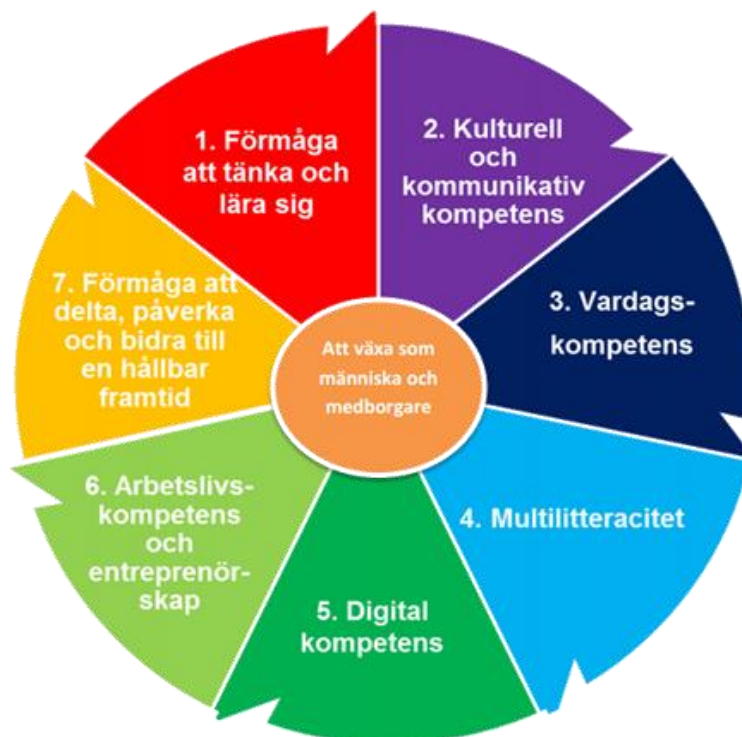 1. Förmåga
att tänka och
lära sig
2. Kulturell
och
kommunikativ
kompetens
3. Vardags-
kompetens
4. Multilitteracitet
5. Digital
kompetens
6. Arbetslivs-
kompetens
och
entreprenör-
skap
7. Förmåga att
delta, påverka
och bidra till
en hållbar
framtid
Att växa som
människa och
medborgare